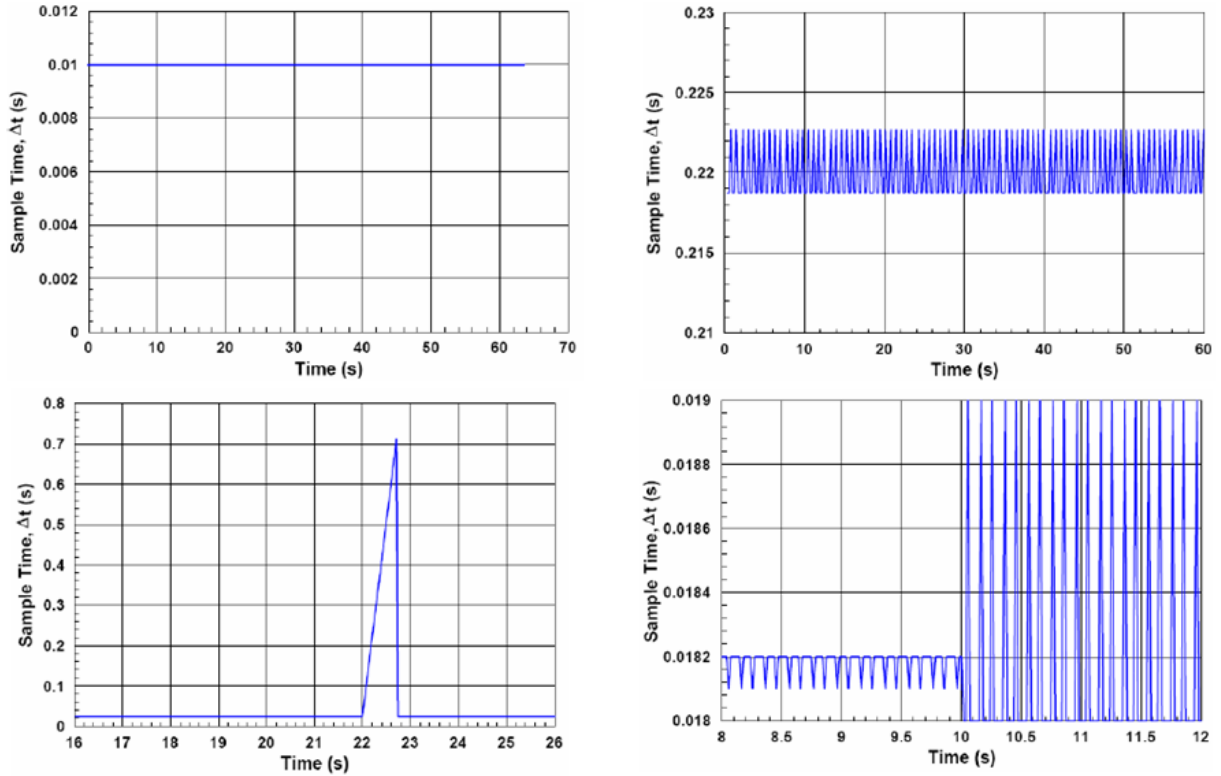 0.012
0.01
0.008
0.006
0.004
0.002
0
Sample Time, Δt (s)
0 10 20 30 40 50 60 70
Time (s)
0.23
0.225
0.22
0.215
0.21
Sample Time, Δt (s)
0 10 20 30 40 50 60
Time (s)
0.8
0.7
0.6
0.5
0.4
0.3
0.2
0.1
0
Sample Time, Δt (s)
16 17 18 19 20 21 22 23 24 25 26
Time (s)
0.019
0.0188
0.0186
0.0184
0.0182
0.018
Sample Time, Δt (s)
8 8.5 9 9.5 10 10.5 11 11.5 12
Time (s)